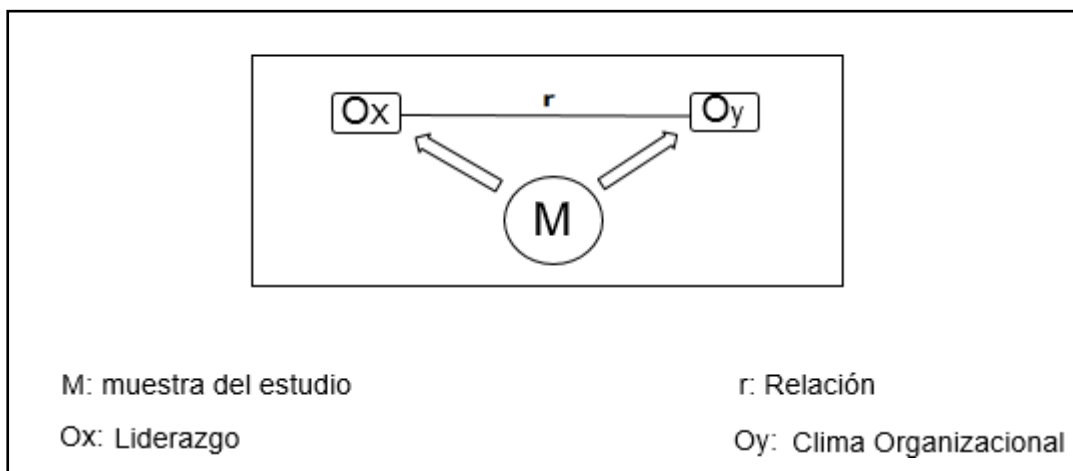 r
Ox
Oy
M
M: muestra del estudio
r: Relación
Ox: Liderazgo
Oy: Clima Organizacional